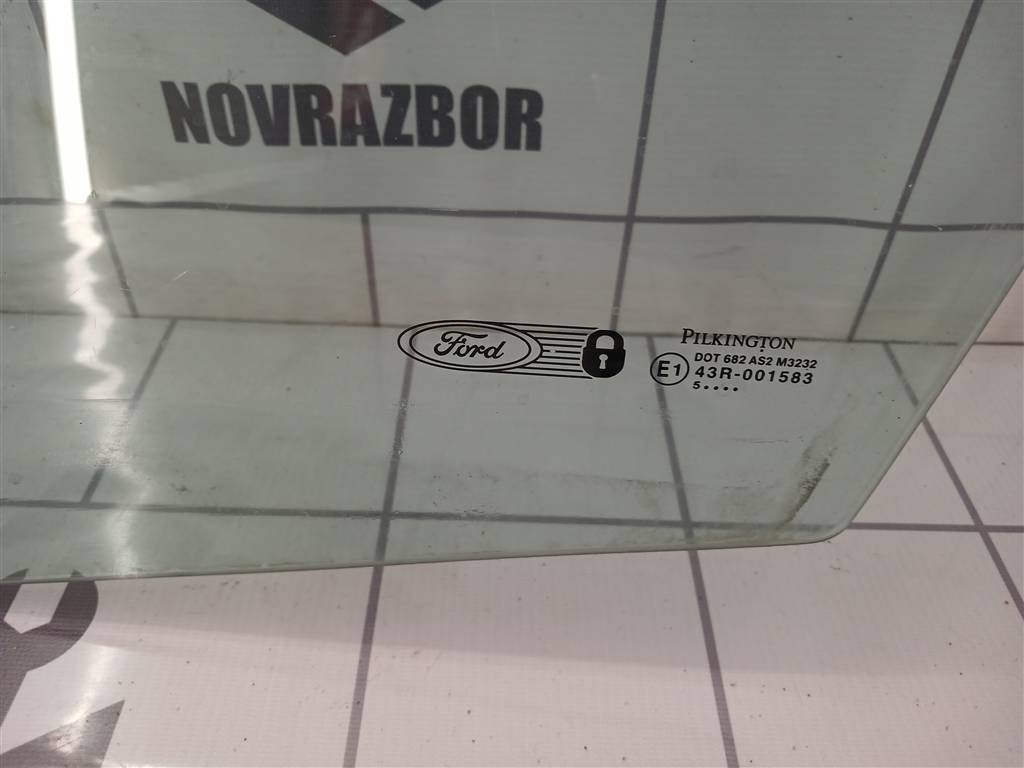 NOVRAZBOR
Ford
PILKINGTON
DOT 682 AS2 M3232
E1 43R-001583
5••••